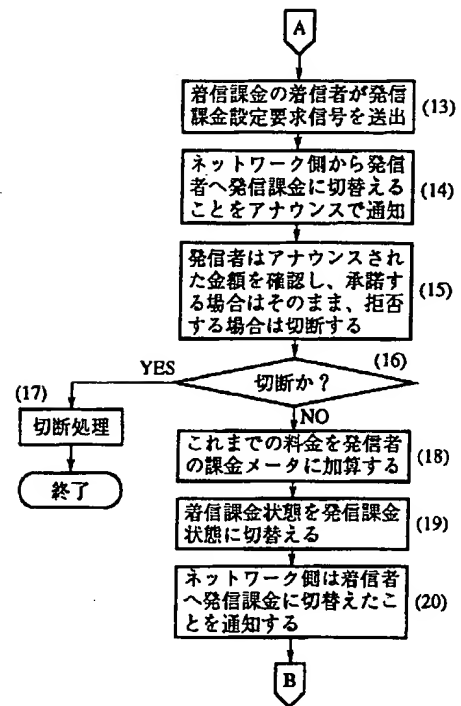 A
着信課金の着信者が発信
課金設定要求信号を送出
(13)
ネットワーク側から発信
者へ発信課金に切替える
ことをアナウンスで通知
(14)
発信者はアナウンスされ
た金額を確認し、承諾す
る場合はそのまま、拒否
する場合は切断する
(15)
切断か?
(16)
YES
NO
(17)
切断処理
終了
これまでの料金を発信者
の課金メータに加算する
(18)
着信課金状態を発信課金
状態に切替える
(19)
ネットワーク側は着信者
へ発信課金に切替えたこ
とを通知する
(20)
B